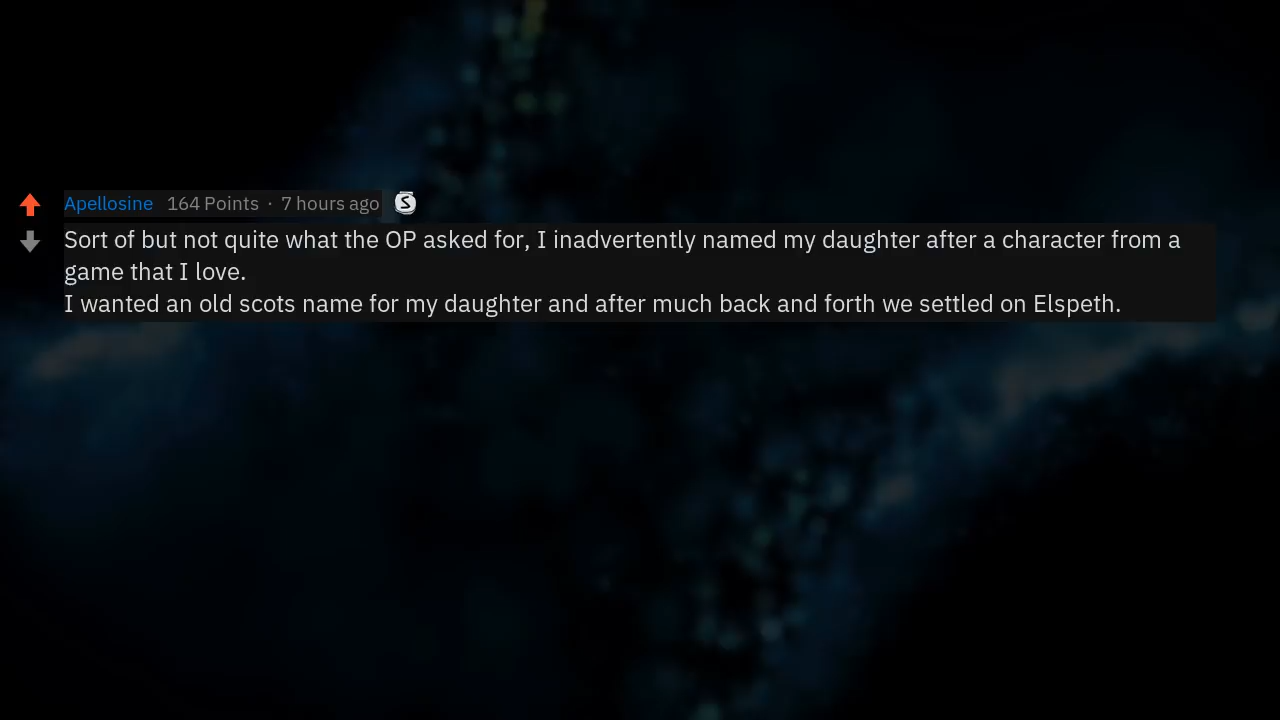 Apellosine 164 Points · 7 hours ago
Sort of but not quite what the OP asked for, I inadvertently named my daughter after a character from a
game that I love.
I wanted an old scots name for my daughter and after much back and forth we settled on Elspeth.